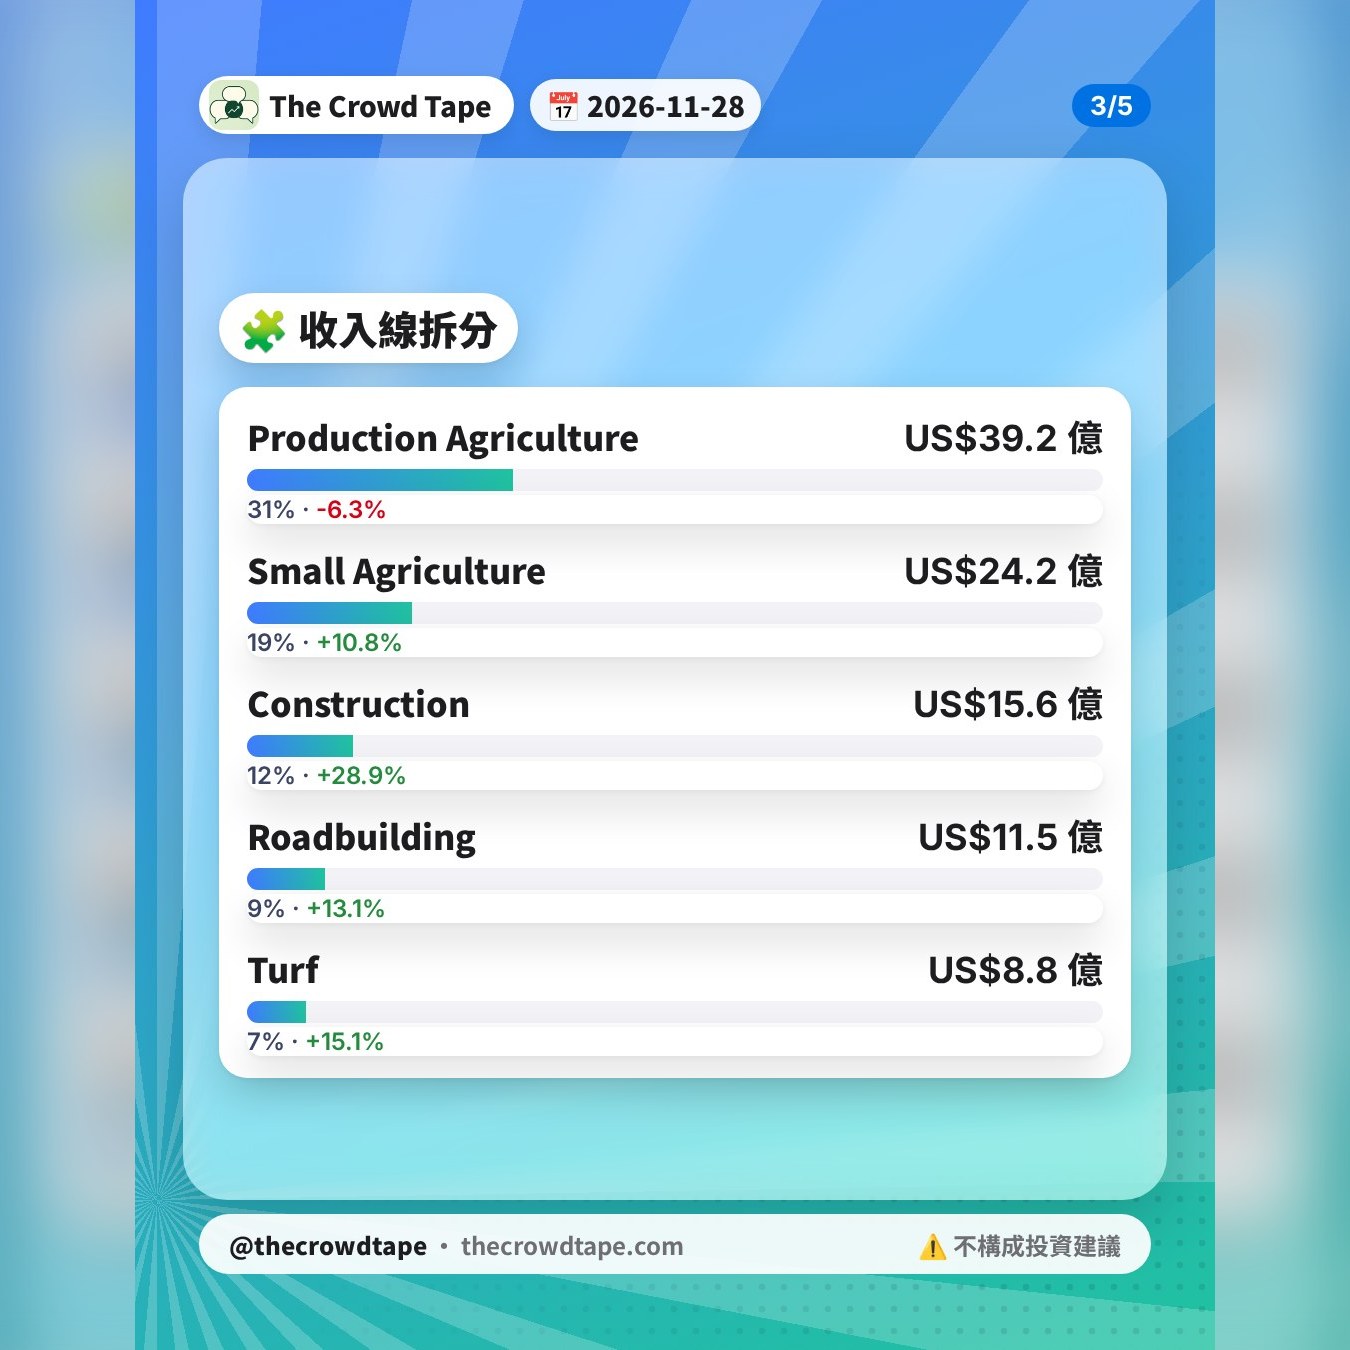 The Crowd Tape
July
17
2026-11-28
3/5
收入線拆分
Production Agriculture US$39.2 億
31% · -6.3%
Small Agriculture US$24.2 億
19% · +10.8%
Construction US$15.6 億
12% · +28.9%
Roadbuilding US$11.5 億
9% · +13.1%
Turf US$8.8 億
7% · +15.1%
@thecrowdtape • thecrowdtape.com
不構成投資建議